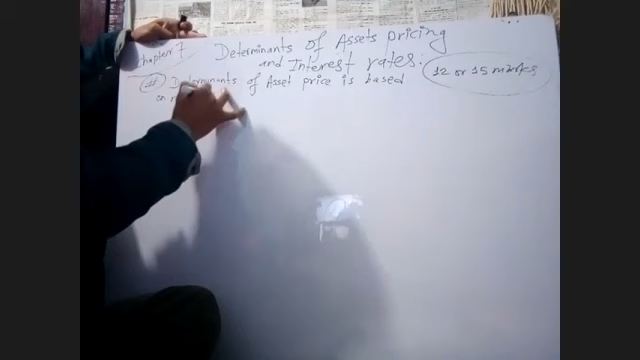 chapter 7 Determinants of Assets pricing
and Interest rates.
12 or 15 marks
Determinants of Asset price is based
on